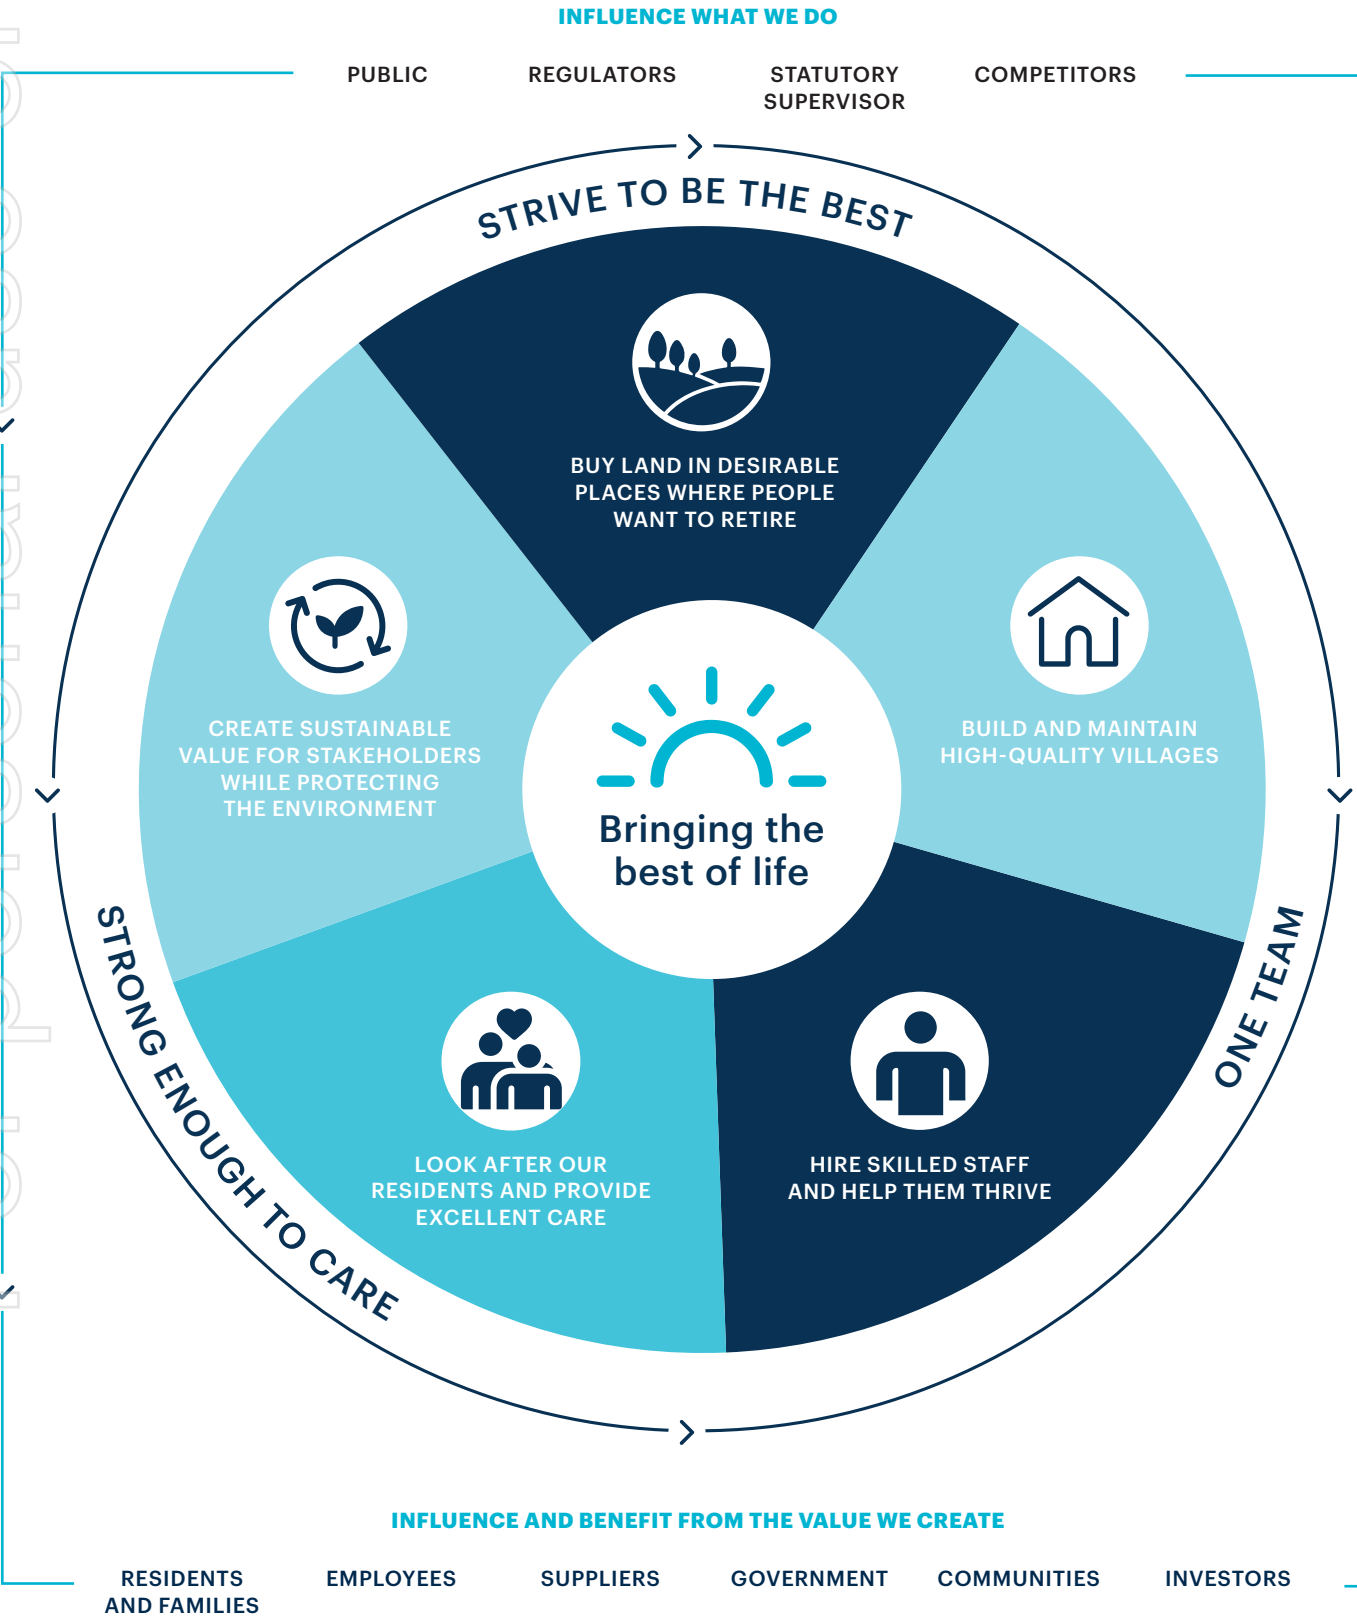 INFLUENCE WHAT WE DO
PUBLIC
REGULATORS
STATUTORY
SUPERVISOR
COMPETITORS
STRIVE TO BE THE BEST
BUY LAND IN DESIRABLE
PLACES WHERE PEOPLE
WANT TO RETIRE
CREATE SUSTAINABLE
VALUE FOR STAKEHOLDERS
WHILE PROTECTING
THE ENVIRONMENT
BUILD AND MAINTAIN
HIGH-QUALITY VILLAGES
Bringing the
best of life
STRONG ENOUGH TO CARE
ONE TEAM
LOOK AFTER OUR
RESIDENTS AND PROVIDE
EXCELLENT CARE
HIRE SKILLED STAFF
AND HELP THEM THRIVE
INFLUENCE AND BENEFIT FROM THE VALUE WE CREATE
RESIDENTS
AND FAMILIES
EMPLOYEES
SUPPLIERS
GOVERNMENT
COMMUNITIES
INVESTORS